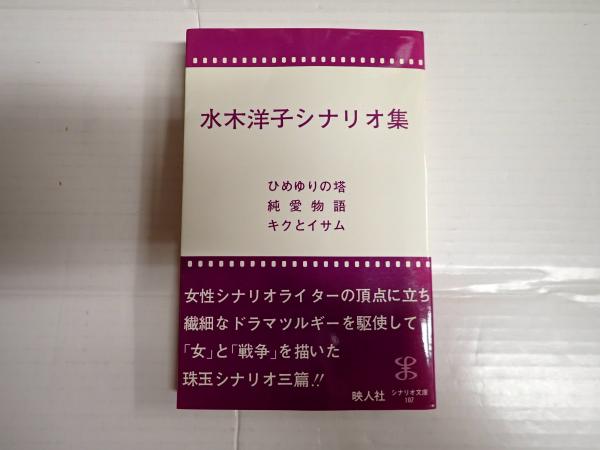 水木洋子シナリオ集
ひめゆりの塔
純愛物語
キクとイサム
女性シナリオライターの頂点に立ち
繊細なドラマツルギーを駆使して
「女」と「戦争」を描いた
珠玉シナリオ三篇!!
映人社
シナリオ文庫
107